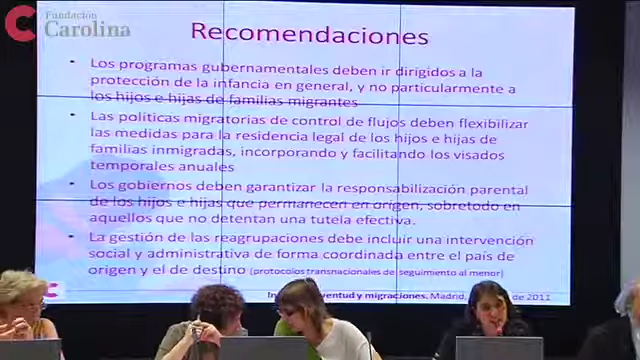 Fundación
Carolina
Recomendaciones
• Los programas gubernamentales deben ir dirigidos a la
protección de la infancia en general, y no particularmente a
los hijos e hijas de familias migrantes
• Las políticas migratorias de control de flujos deben flexibilizar
las medidas para la residencia legal de los hijos e hijas de
familias inmigradas, incorporando y facilitando los visados
temporales anuales
• Los gobiernos deben garantizar la responsabilización parental
de los hijos e hijas que permanecen en origen, sobretodo en
aquellos que no detentan una tutela efectiva.
• La gestión de las reagrupaciones debe incluir una intervención
social y administrativa de forma coordinada entre el país de
origen y el de destino (protocolos transnacionales de seguimiento al menor)
y migraciones. Madrid, de 2011